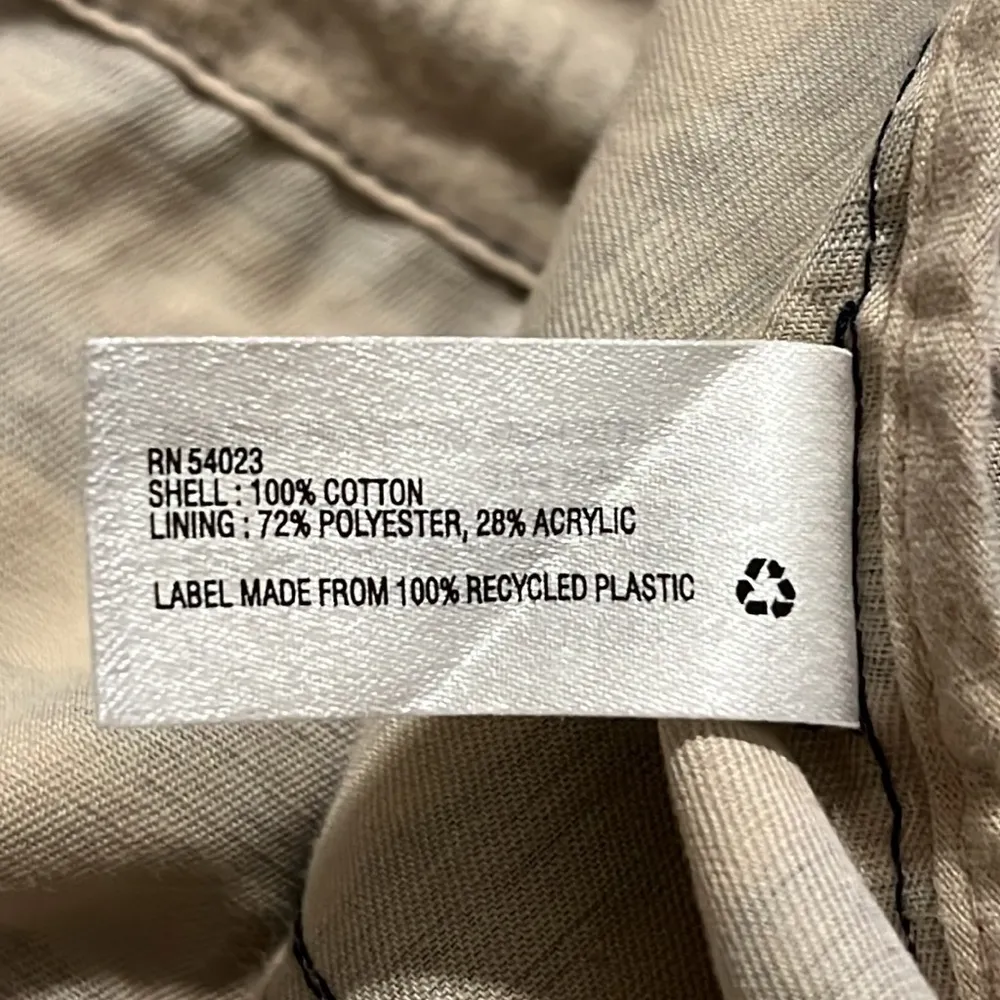 RN 54023
SHELL : 100% COTTON
LINING : 72% POLYESTER, 28% ACRYLIC
LABEL MADE FROM 100% RECYCLED PLASTIC